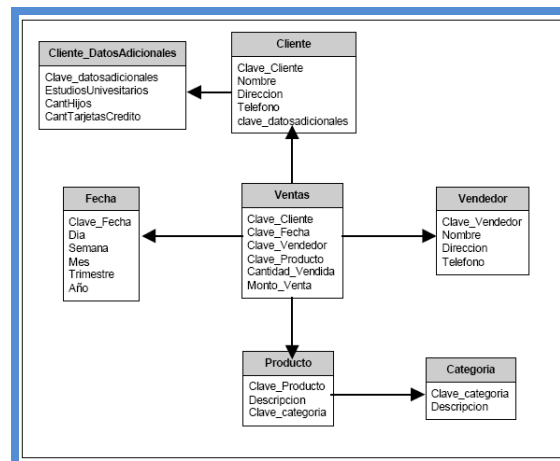 Cliente_DatosAdicionales
Clave_datosadicionales
EstudiosUnivesitarios
CantHijos
CantTarjetasCredito
Cliente
Clave_Cliente
Nombre
Direccion
Telefono
clave_datosadicionales
Fecha
Clave_Fecha
Dia
Semana
Mes
Trimestre
Año
Ventas
Clave_Cliente
Clave_Fecha
Clave_Vendedor
Clave_Producto
Cantidad_Vendida
Monto_Venta
Vendedor
Clave_Vendedor
Nombre
Direccion
Telefono
Producto
Clave_Producto
Descripcion
Clave_categoria
Categoria
Clave_categoria
Descripcion